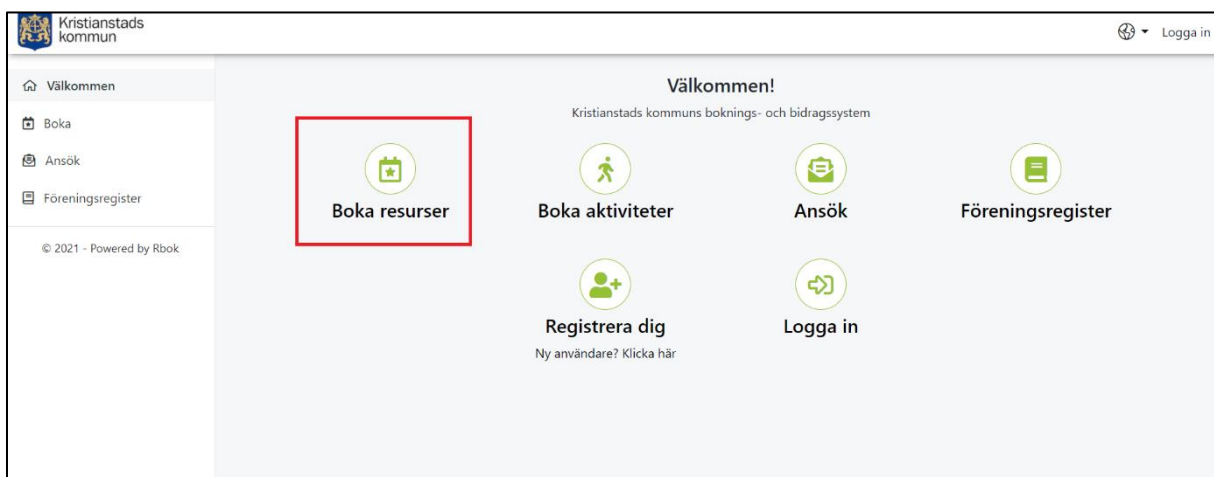 Kristianstads
kommun
Logga in
Välkommen
Boka
Ansök
Föreningsregister
© 2021 - Powered by Rbok
Välkommen!
Kristianstads kommuns boknings- och bidragssystem
Boka resurser
Boka aktiviteter
Ansök
Föreningsregister
Registrera dig
Ny användare? Klicka här
Logga in